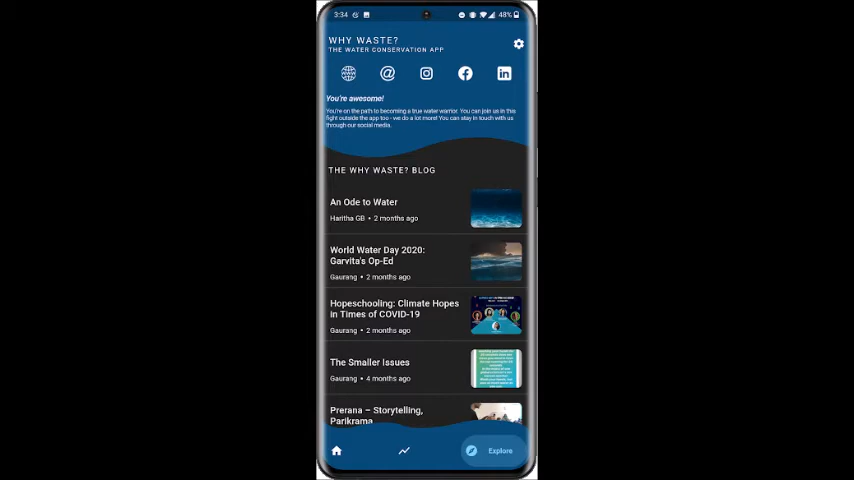 3:34
48%
WHY WASTE?
THE WATER CONSERVATION APP
WWW
You're awesome!
You're on the path to becoming a true water warrior. You can join us in this
fight outside the app too - we do a lot more! You can stay in touch with us
through our social media.
THE WHY WASTE? BLOG
An Ode to Water
Haritha GB • 2 months ago
World Water Day 2020:
Garvita's Op-Ed
Gaurang • 2 months ago
Hopeschooling: Climate Hopes
in Times of COVID-19
Gaurang • 2 months ago
The Smaller Issues
Gaurang • 4 months ago
Prerana – Storytelling,
Parikrama
Explore